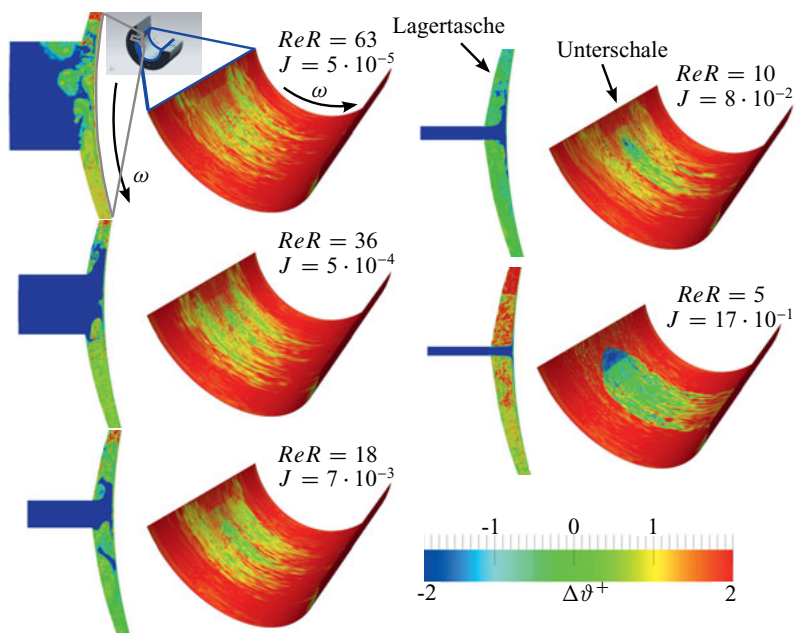 ReR = 63
J = 5 · 10⁻⁵
ω
ω
ReR = 36
J = 5 · 10⁻⁴
ReR = 18
J = 7 · 10⁻³
Lagertasche
Unterschale
ReR = 10
J = 8 · 10⁻²
ReR = 5
J = 17 · 10⁻¹
-1 0 1
-2 Δϑ⁺ 2